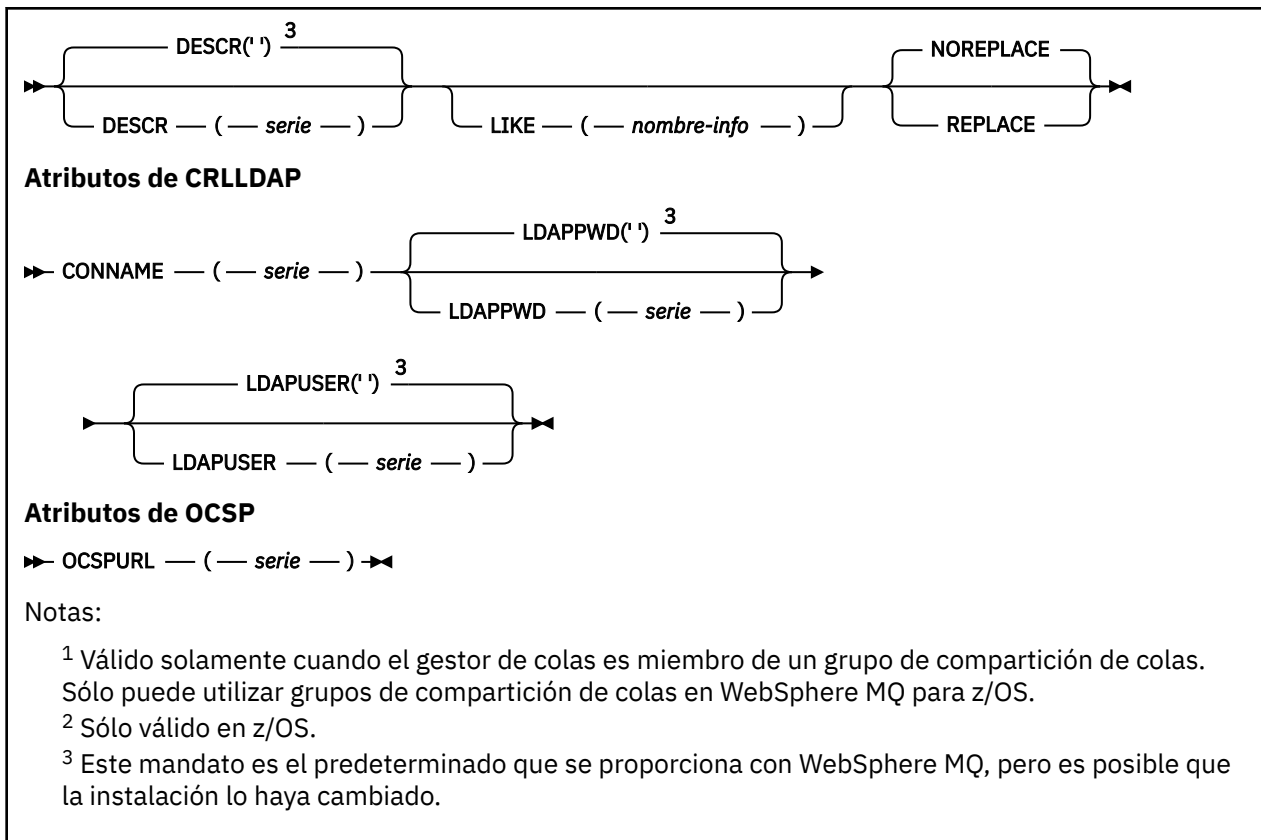 DESCR(' ') 3
NOREPLACE
DESCR ( serie )
LIKE ( nombre-info )
REPLACE
Atributos de CRLLDAP
LDAPPWD(' ') 3
CONNAME ( serie )
LDAPPWD ( serie )
LDAPUSER(' ') 3
LDAPUSER ( serie )
Atributos de OCSP
OCSPURL ( serie )
Notas:
1 Válido solamente cuando el gestor de colas es miembro de un grupo de compartición de colas.
Sólo puede utilizar grupos de compartición de colas en WebSphere MQ para z/OS.
2 Sólo válido en z/OS.
3 Este mandato es el predeterminado que se proporciona con WebSphere MQ, pero es posible que
la instalación lo haya cambiado.